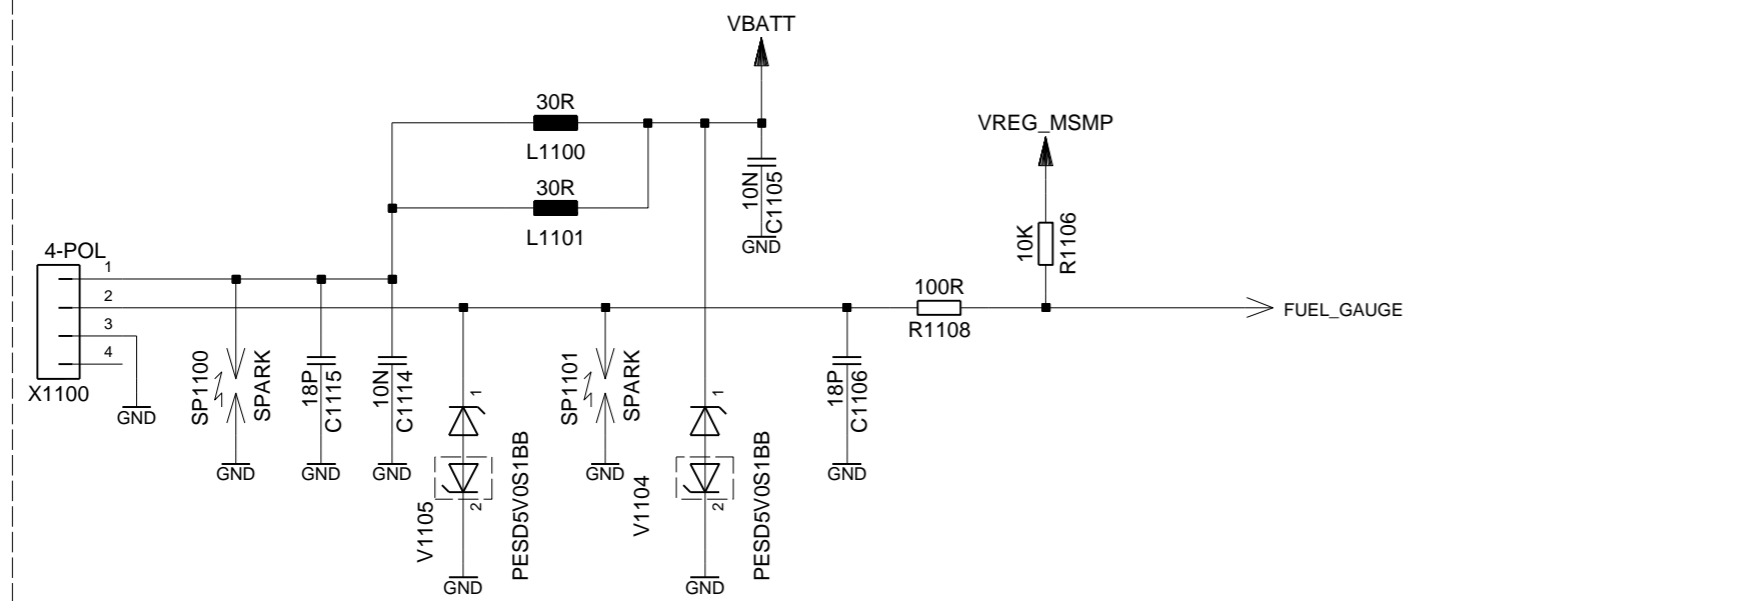 VBATT
30R
L1100
VREG_MSMP
30R
L1101
10N
C1105
GND
10K
R1106
4-POL
1
2
3
4
X1100
GND
100R
R1108
FUEL_GAUGE
SP1100
SPARK
GND
18P
C1115
GND
10N
C1114
GND
1
2
V1105
PESD5V0S1BB
GND
SP1101
SPARK
GND
1
2
V1104
PESD5V0S1BB
GND
18P
C1106
GND